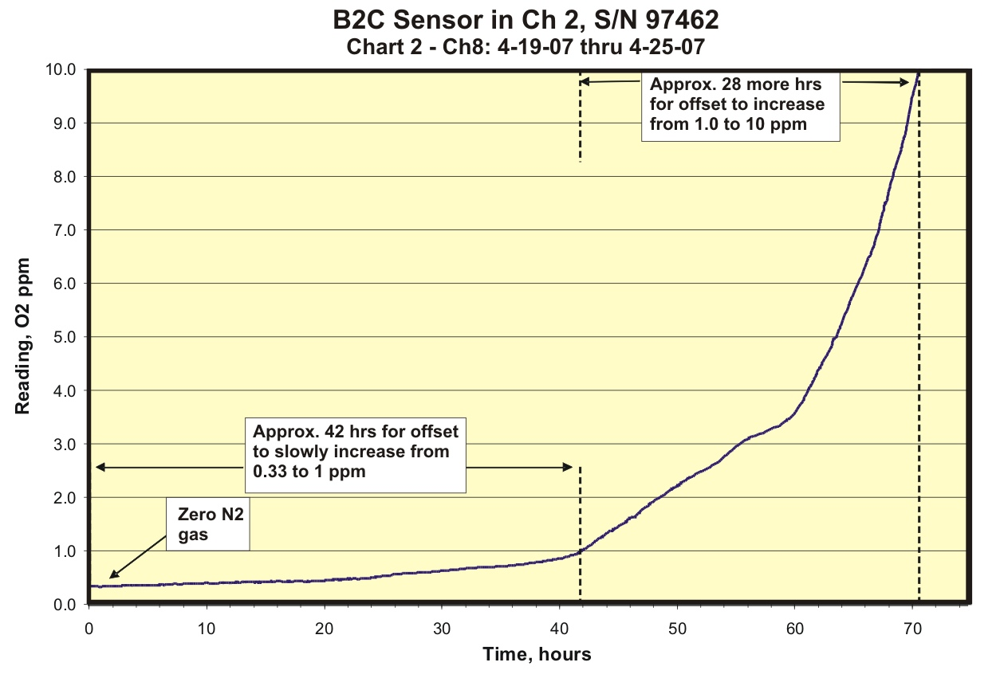 B2C Sensor in Ch 2, S/N 97462
Chart 2 - Ch8: 4-19-07 thru 4-25-07
Reading, O2 ppm
10.0
9.0
8.0
7.0
6.0
5.0
4.0
3.0
2.0
1.0
0.0
Approx. 28 more hrs
for offset to increase
from 1.0 to 10 ppm
Approx. 42 hrs for offset
to slowly increase from
0.33 to 1 ppm
Zero N2
gas
0 10 20 30 40 50 60 70
Time, hours